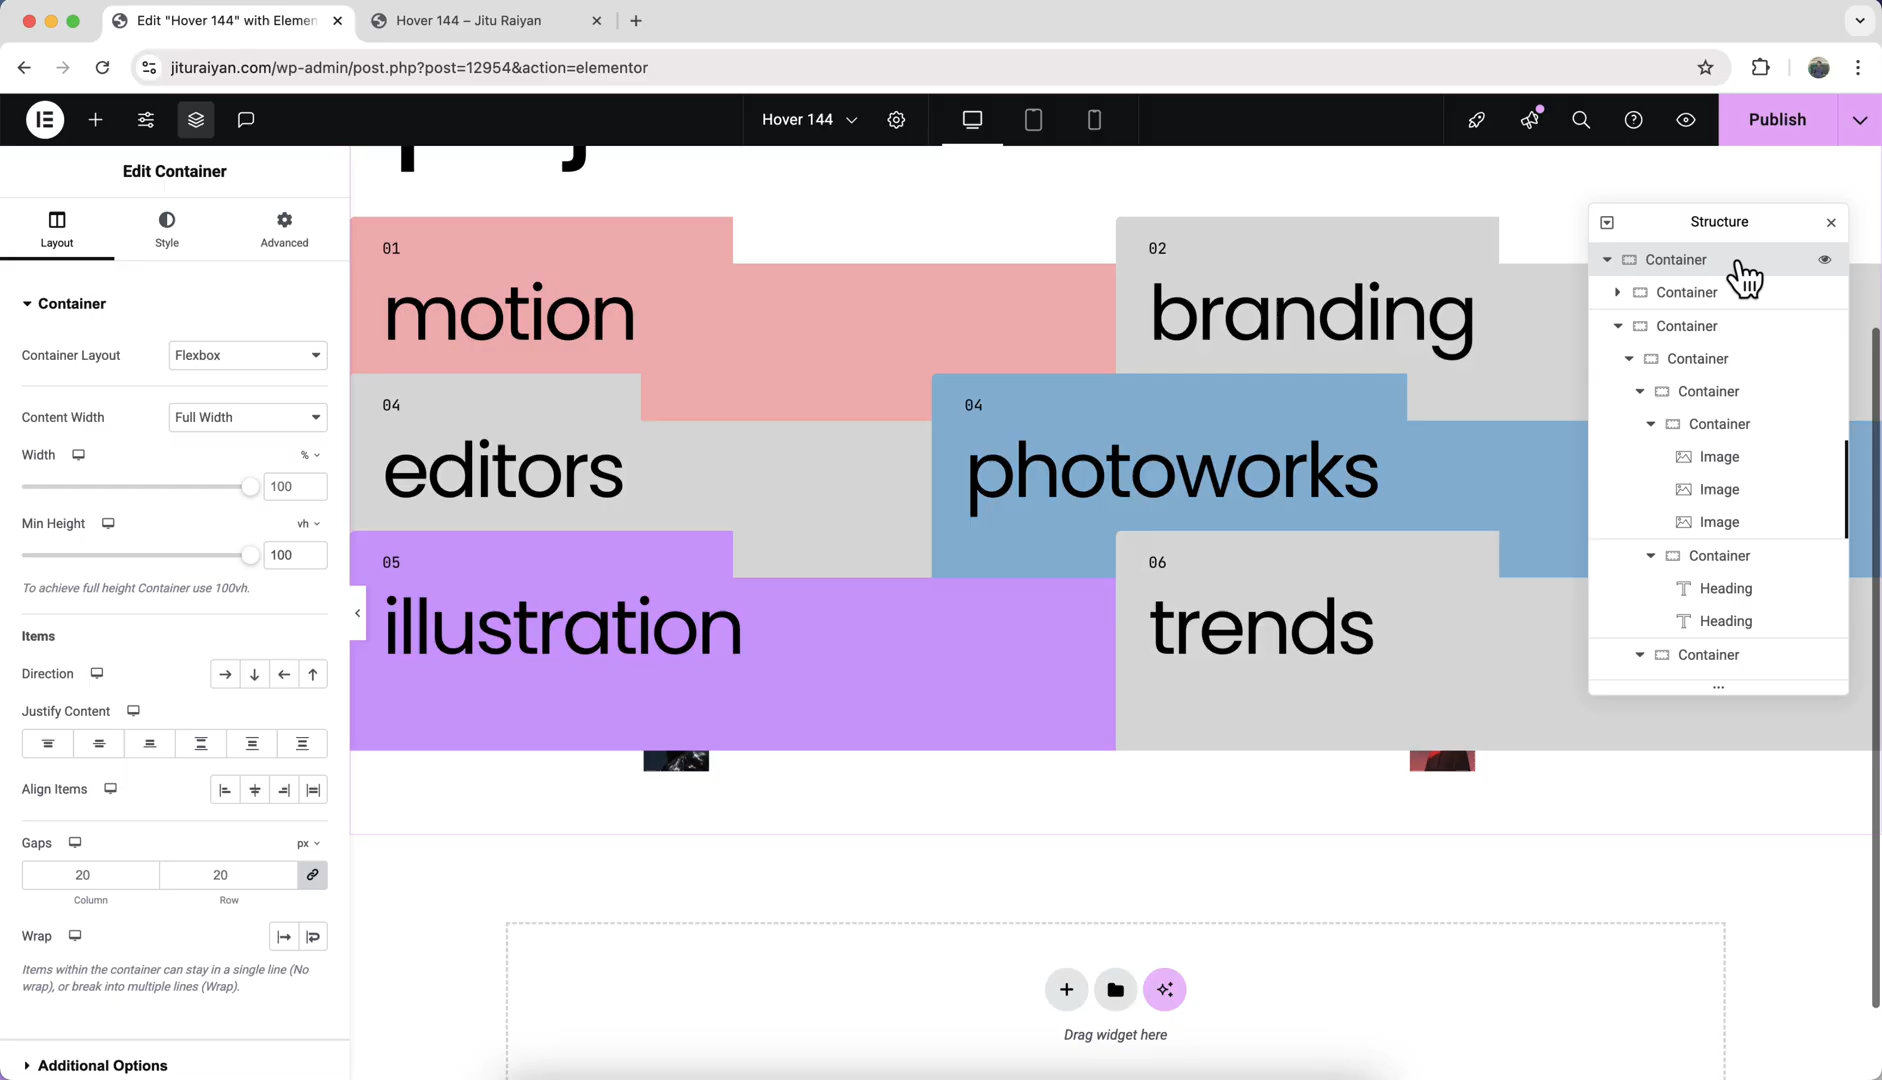 Edit "Hover 144" with Elemen
Hover 144 – Jitu Raiyan
jituraiyan.com/wp-admin/post.php?post=12954&action=elementor
Hover 144
Publish
Edit Container
Layout
Style
Advanced
Container
Container Layout
Flexbox
Content Width
Full Width
Width
%
100
Min Height
vh
100
To achieve full height Container use 100vh.
Items
Direction
Justify Content
Align Items
Gaps
px
20
20
Column
Row
Wrap
Items within the container can stay in a single line (No
wrap), or break into multiple lines (Wrap).
Additional Options
01
motion
02
branding
04
editors
04
photoworks
05
illustration
06
trends
Drag widget here
Structure
Container
Container
Container
Container
Container
Container
Image
Image
Image
Container
Heading
Heading
Container